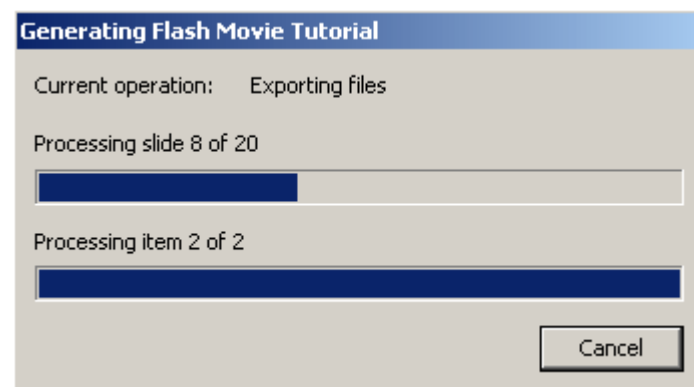 Generating Flash Movie Tutorial
Current operation: Exporting files
Processing slide 8 of 20
Processing item 2 of 2
Cancel